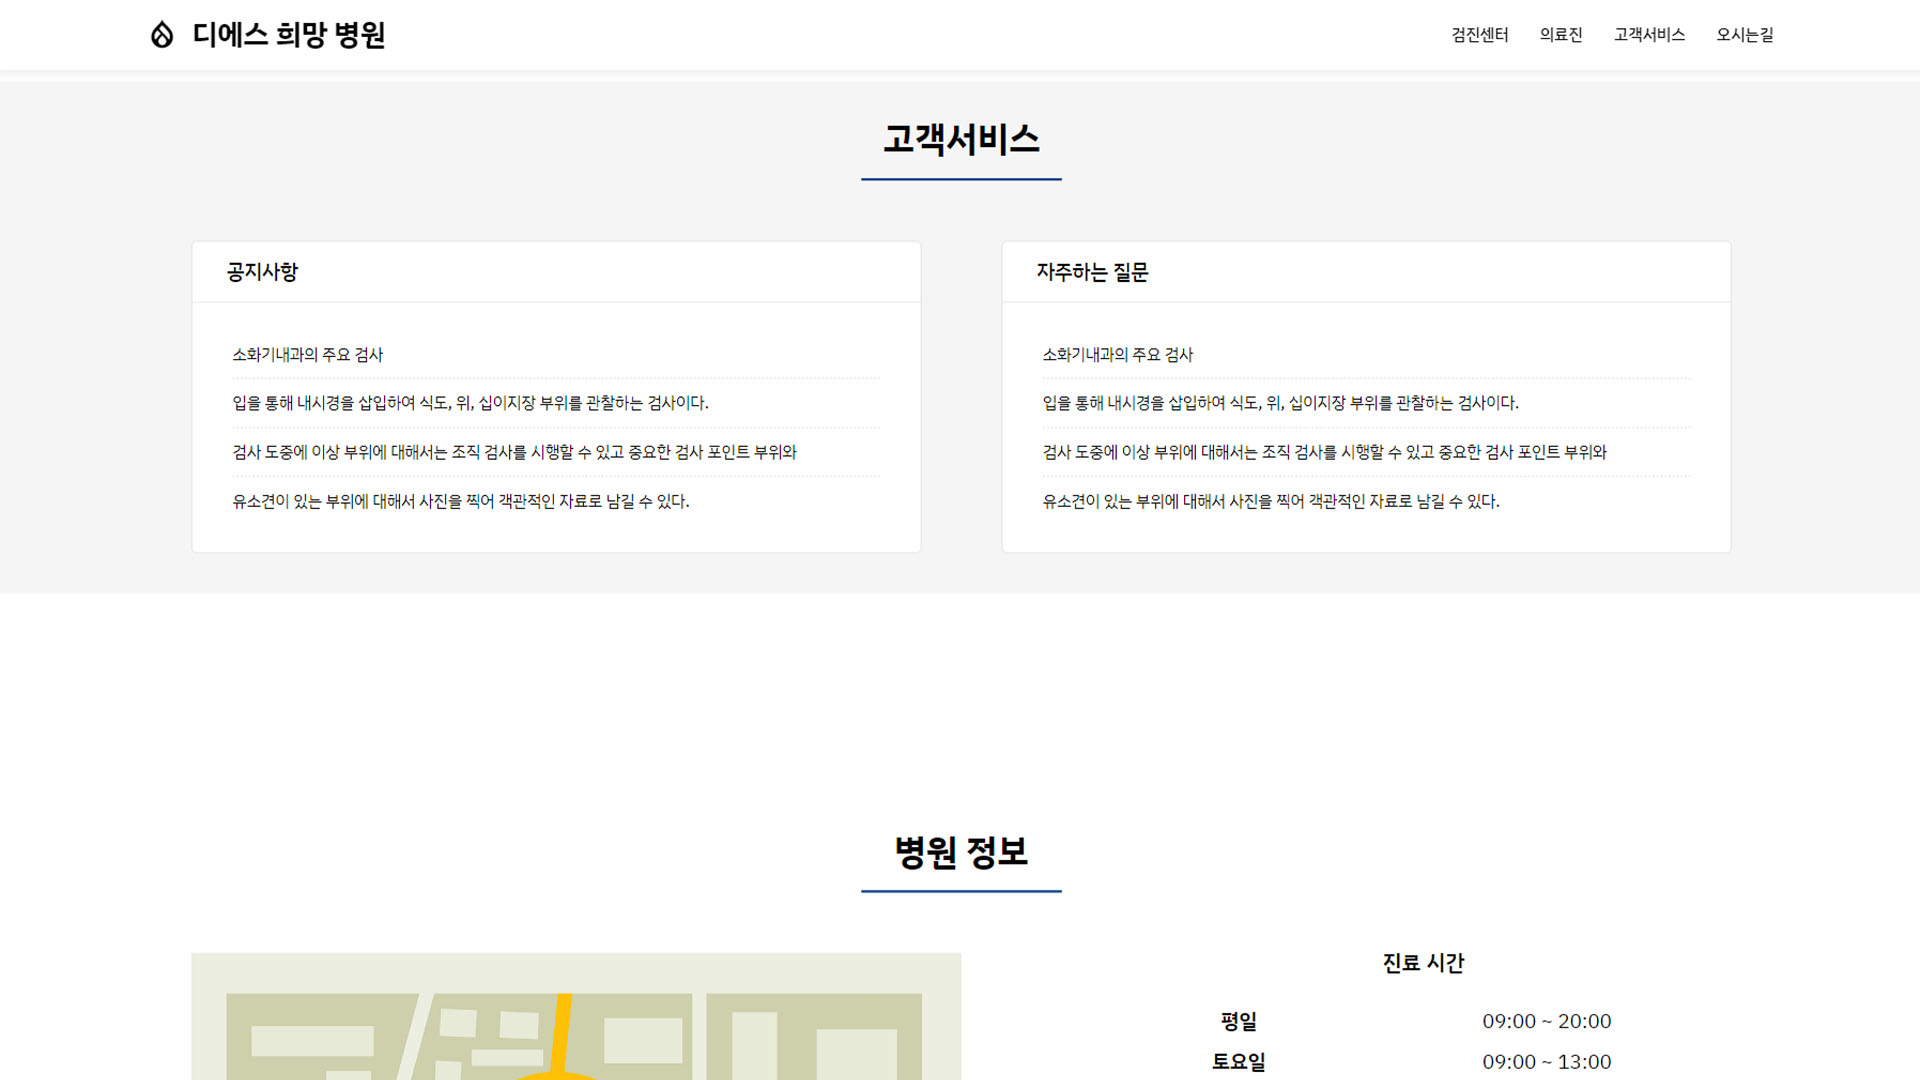 디에스 희망 병원
검진센터 의료진 고객서비스 오시는길
고객서비스
공지사항
소화기내과의 주요 검사
입을 통해 내시경을 삽입하여 식도, 위, 십이지장 부위를 관찰하는 검사이다.
검사 도중에 이상 부위에 대해서는 조직 검사를 시행할 수 있고 중요한 검사 포인트 부위와
유소견이 있는 부위에 대해서 사진을 찍어 객관적인 자료로 남길 수 있다.
자주하는 질문
소화기내과의 주요 검사
입을 통해 내시경을 삽입하여 식도, 위, 십이지장 부위를 관찰하는 검사이다.
검사 도중에 이상 부위에 대해서는 조직 검사를 시행할 수 있고 중요한 검사 포인트 부위와
유소견이 있는 부위에 대해서 사진을 찍어 객관적인 자료로 남길 수 있다.
병원 정보
진료 시간
평일 09:00 ~ 20:00
토요일 09:00 ~ 13:00